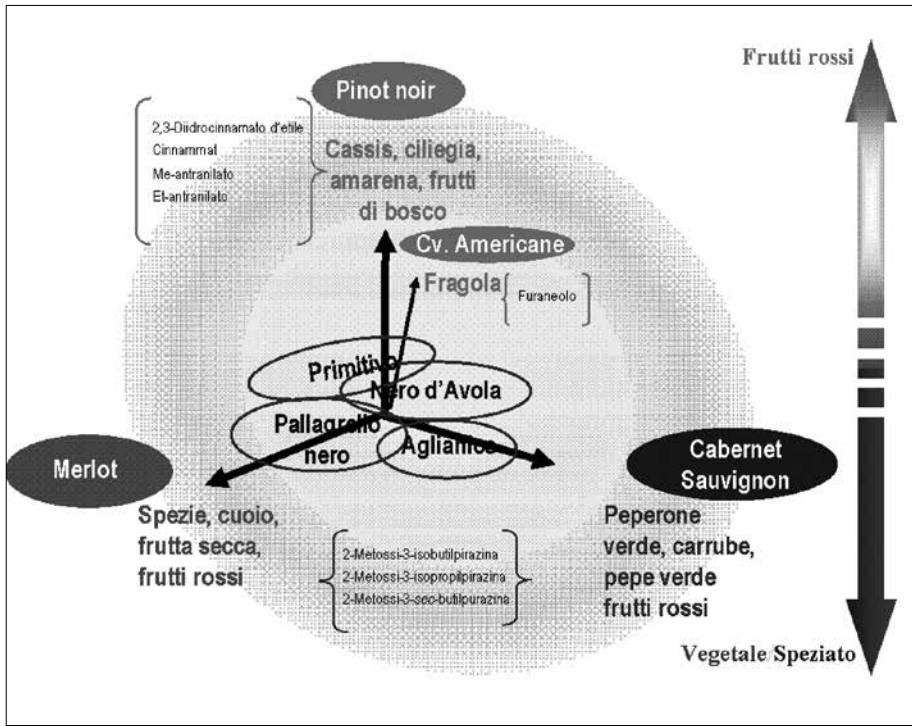 Frutti rossi
Pinot noir
2,3-Diidrocinnamato d'etile
Cinnammat
Me-antranilato
Et-antranilato
Cassis, ciliegia,
amarena, frutti
di bosco
Cv. Americane
Fragola
Furaneolo
Primitivo
Nero d'Avola
Pallagrello
nero
Aglianico
Merlot
Cabernet
Sauvignon
Spezie, cuoio,
frutta secca,
frutti rossi
2-Metossi-3-isobutilpirazina
2-Metossi-3-isopropilpirazina
2-Metossi-3-sec-butilpurazina
Peperone
verde, carrube,
pepe verde
frutti rossi
Vegetale/Speziato